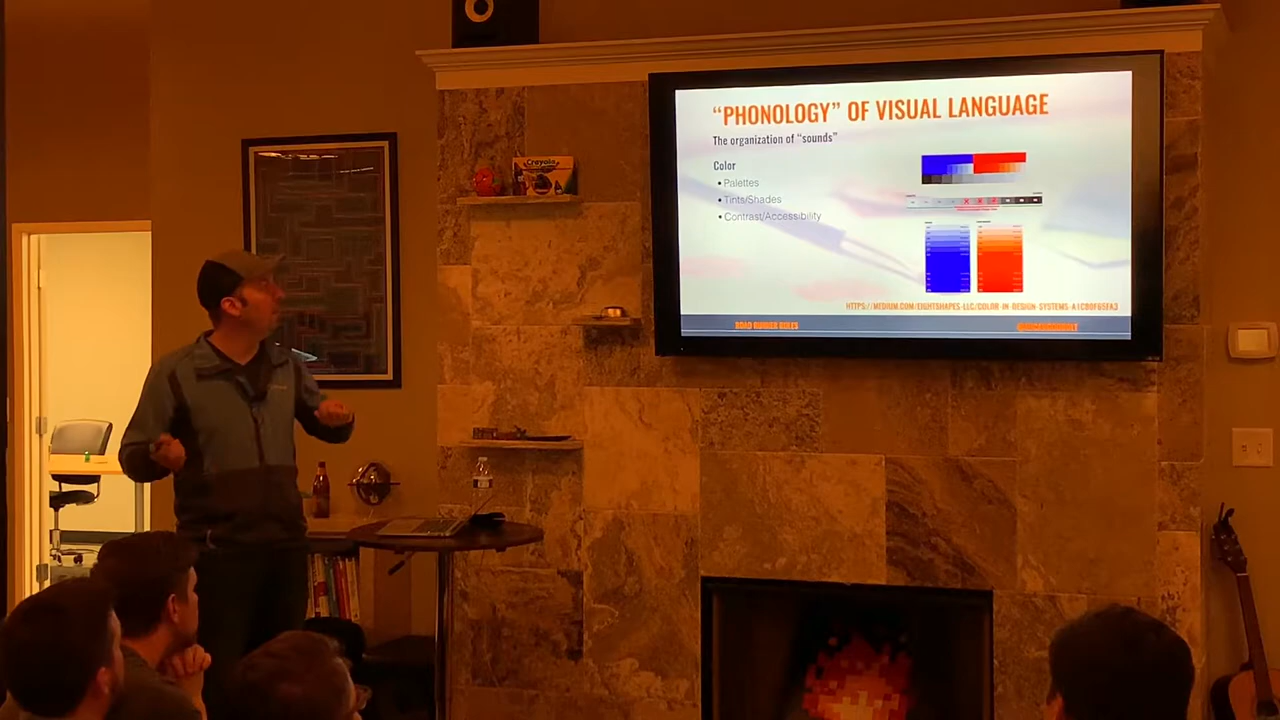 Crayola
“PHONOLOGY” OF VISUAL LANGUAGE
The organization of “sounds”
Color
• Palettes
• Tints/Shades
• Contrast/Accessibility
HTTPS://MEDIUM.COM/EIGHTSHAPES-LLC/COLOR-IN-DESIGN-SYSTEMS-A1C80F65FA3
ROAD RUNNER RULES